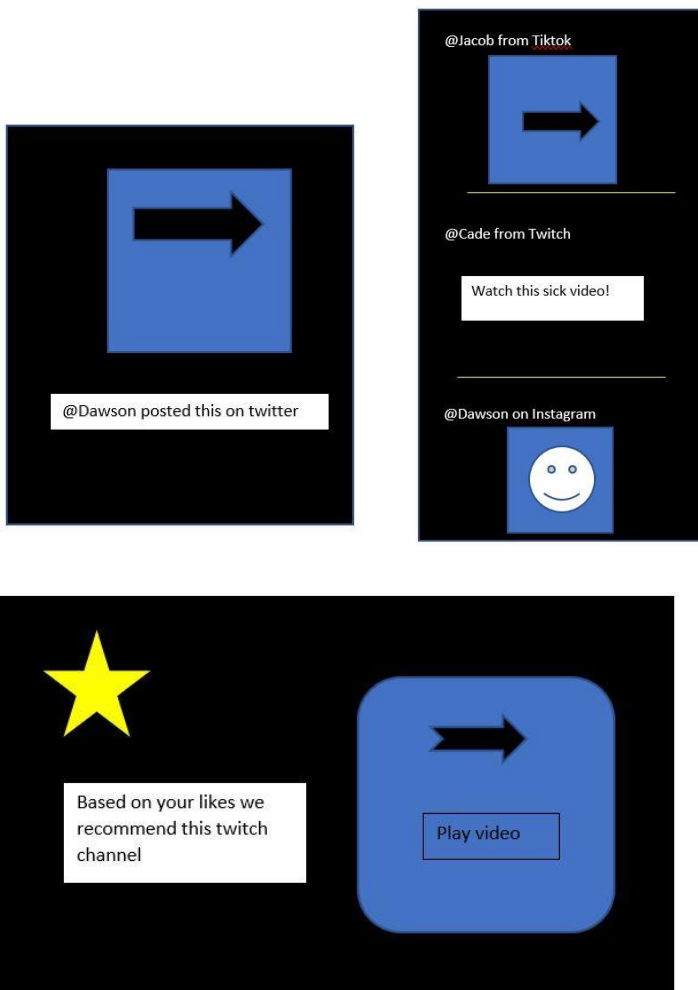 @Jacob from Tiktok
@Cade from Twitch
Watch this sick video!
@Dawson posted this on twitter
@Dawson on Instagram
Based on your likes we
recommend this twitch
channel
Play video